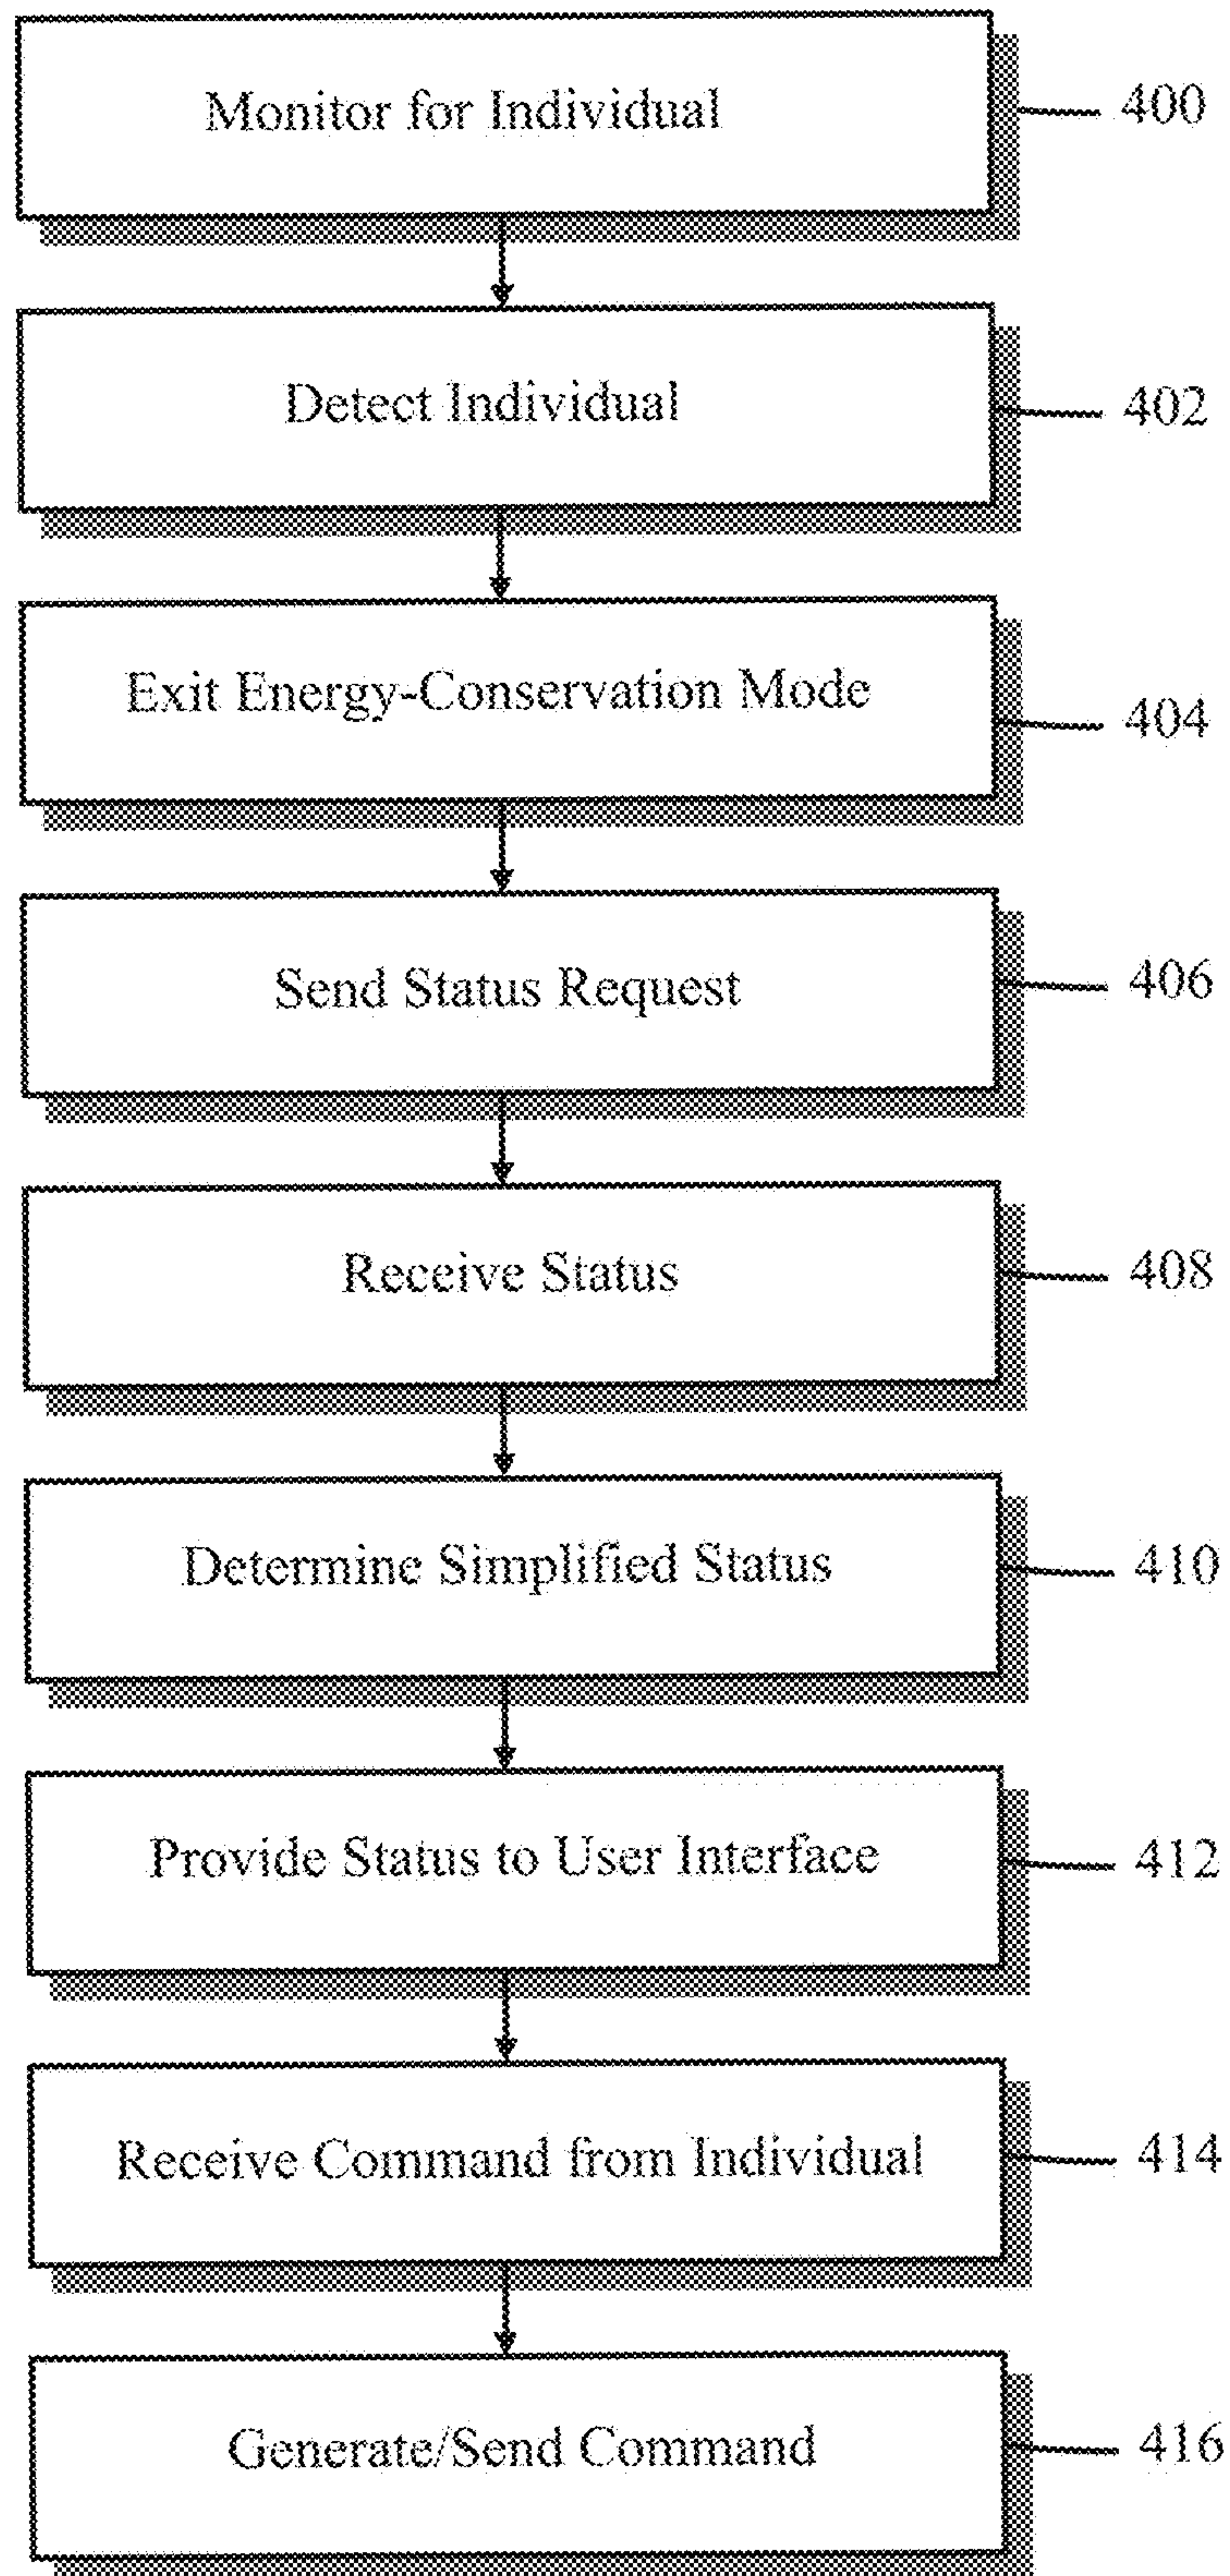 Monitor for Individual 400
Detect Individual 402
Exit Energy-Conservation Mode 404
Send Status Request 406
Receive Status 408
Determine Simplified Status 410
Provide Status to User Interface 412
Receive Command from Individual 414
Generate/Send Command 416